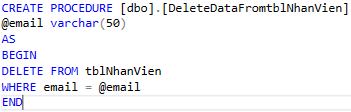 CREATE PROCEDURE [dbo].[DeleteDataFromtblNhanVien]
@email varchar(50)
AS
BEGIN
DELETE FROM tblNhanVien
WHERE email = @email
END